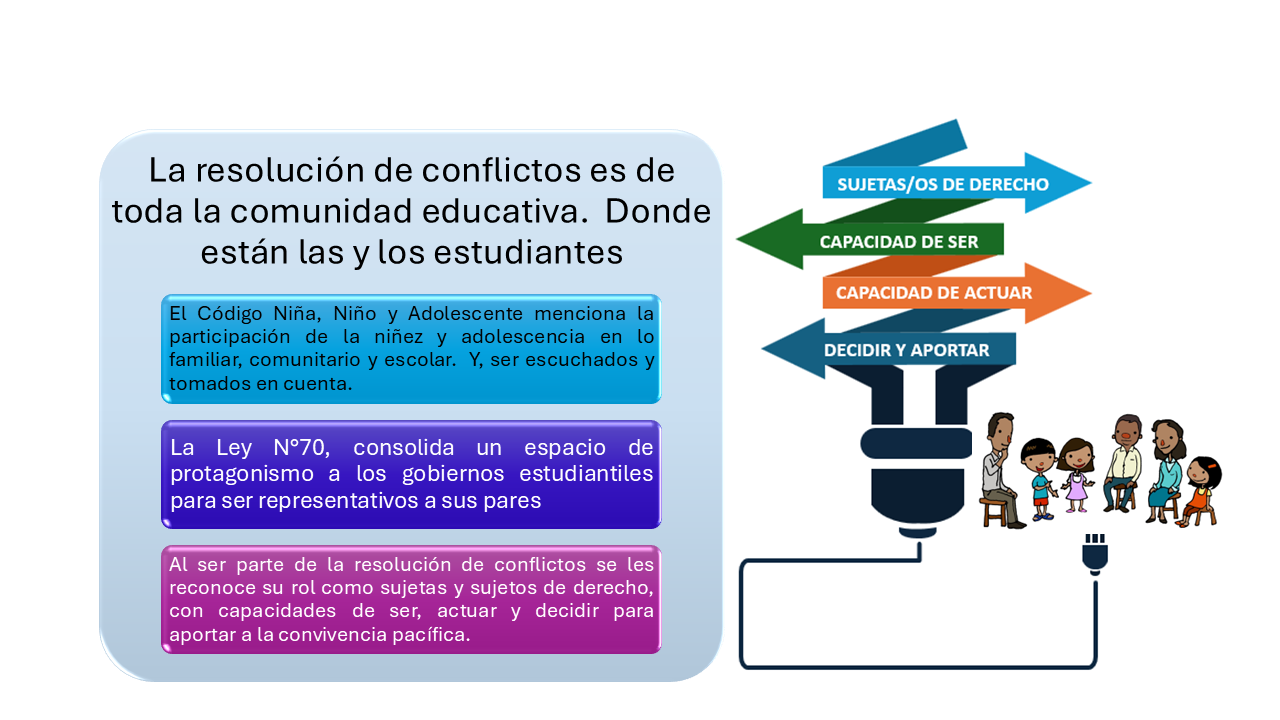 La resolución de conflictos es de
toda la comunidad educativa.  Donde
están las y los estudiantes
El Código Niña, Niño y Adolescente menciona la
participación de la niñez y adolescencia en lo
familiar, comunitario y escolar.  Y, ser escuchados y
tomados en cuenta.
La Ley N°70, consolida un espacio de
protagonismo a los gobiernos estudiantiles
para ser representativos a sus pares
Al ser parte de la resolución de conflictos se les
reconoce su rol como sujetas y sujetos de derecho,
con capacidades de ser, actuar y decidir para
aportar a la convivencia pacífica.
SUJETAS/OS DE DERECHO
CAPACIDAD DE SER
CAPACIDAD DE ACTUAR
DECIDIR Y APORTAR